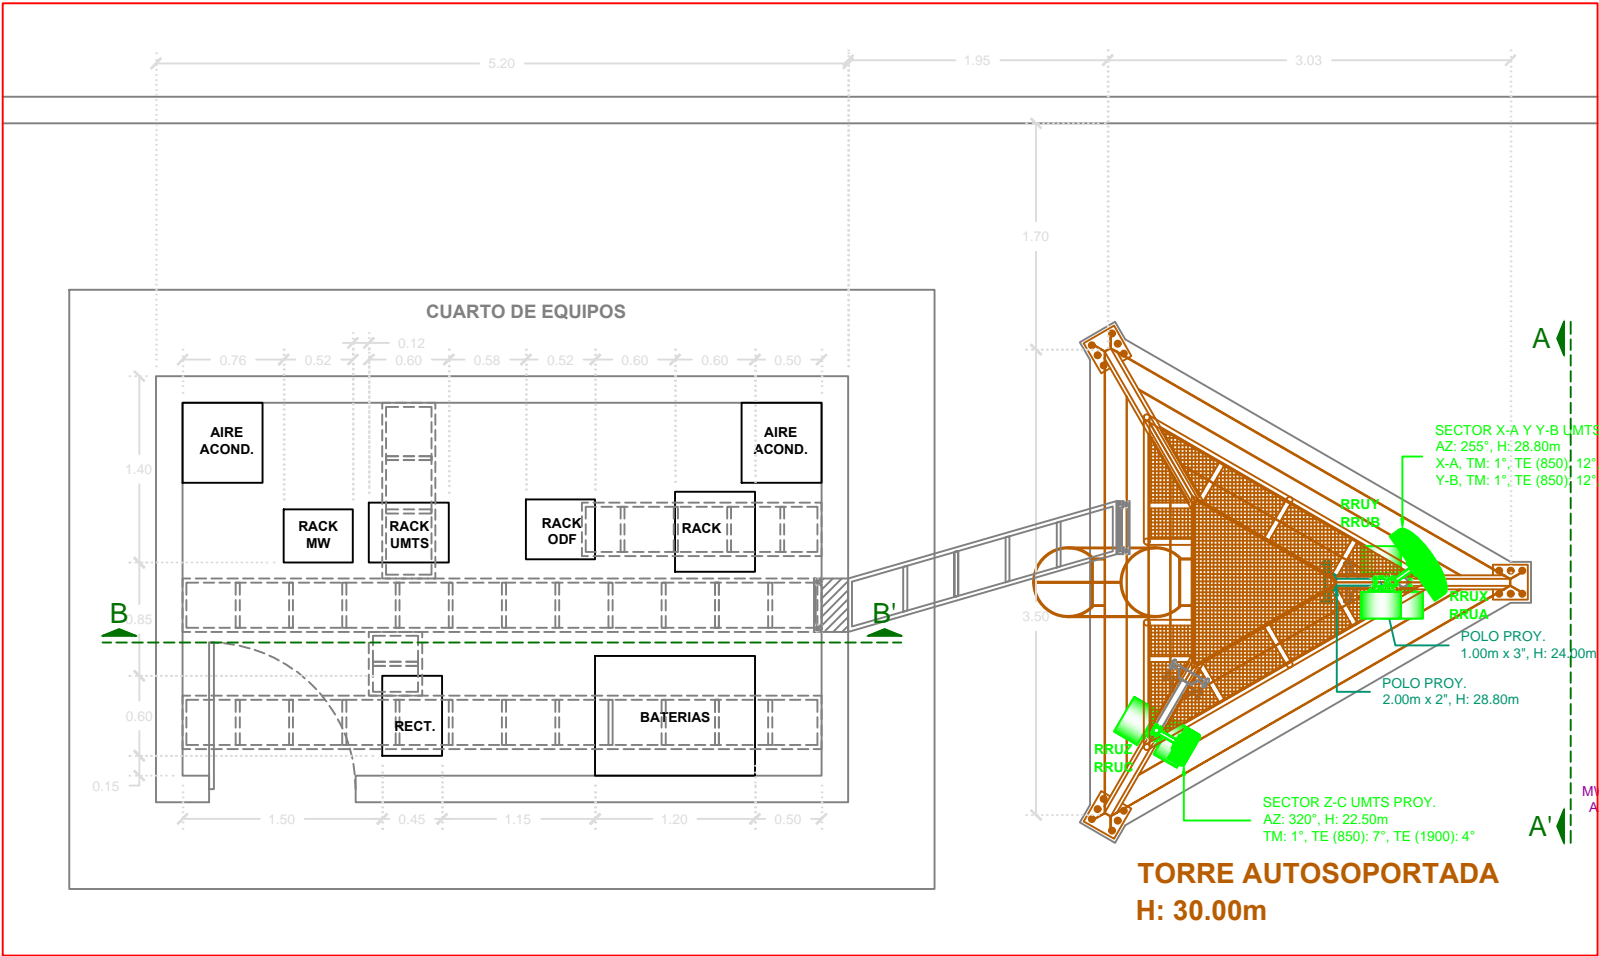 5.20
1.95
3.03
1.70
CUARTO DE EQUIPOS
0.12
0.76
0.52
0.60
0.58
0.52
0.60
0.60
0.50
A
AIRE
ACOND.
AIRE
ACOND.
1.40
SECTOR X-A Y Y-B UMTS
AZ: 255°, H: 28.80m
X-A, TM: 1°, TE (850): 12°
Y-B, TM: 1°, TE (850): 12°
RACK
MW
RACK
UMTS
RACK
ODF
RACK
RRUY
RRUB
B
B'
0.85
3.50
RRUX
RRUA
POLO PROY.
1.00m x 3", H: 24.00m
POLO PROY.
2.00m x 2", H: 28.80m
0.60
RECT.
BATERIAS
RRUZ
RRUC
0.15
1.50
0.45
1.15
1.20
0.50
SECTOR Z-C UMTS PROY.
AZ: 320°, H: 22.50m
TM: 1°, TE (850): 7°, TE (1900): 4°
A'
TORRE AUTOSOPORTADA
H: 30.00m